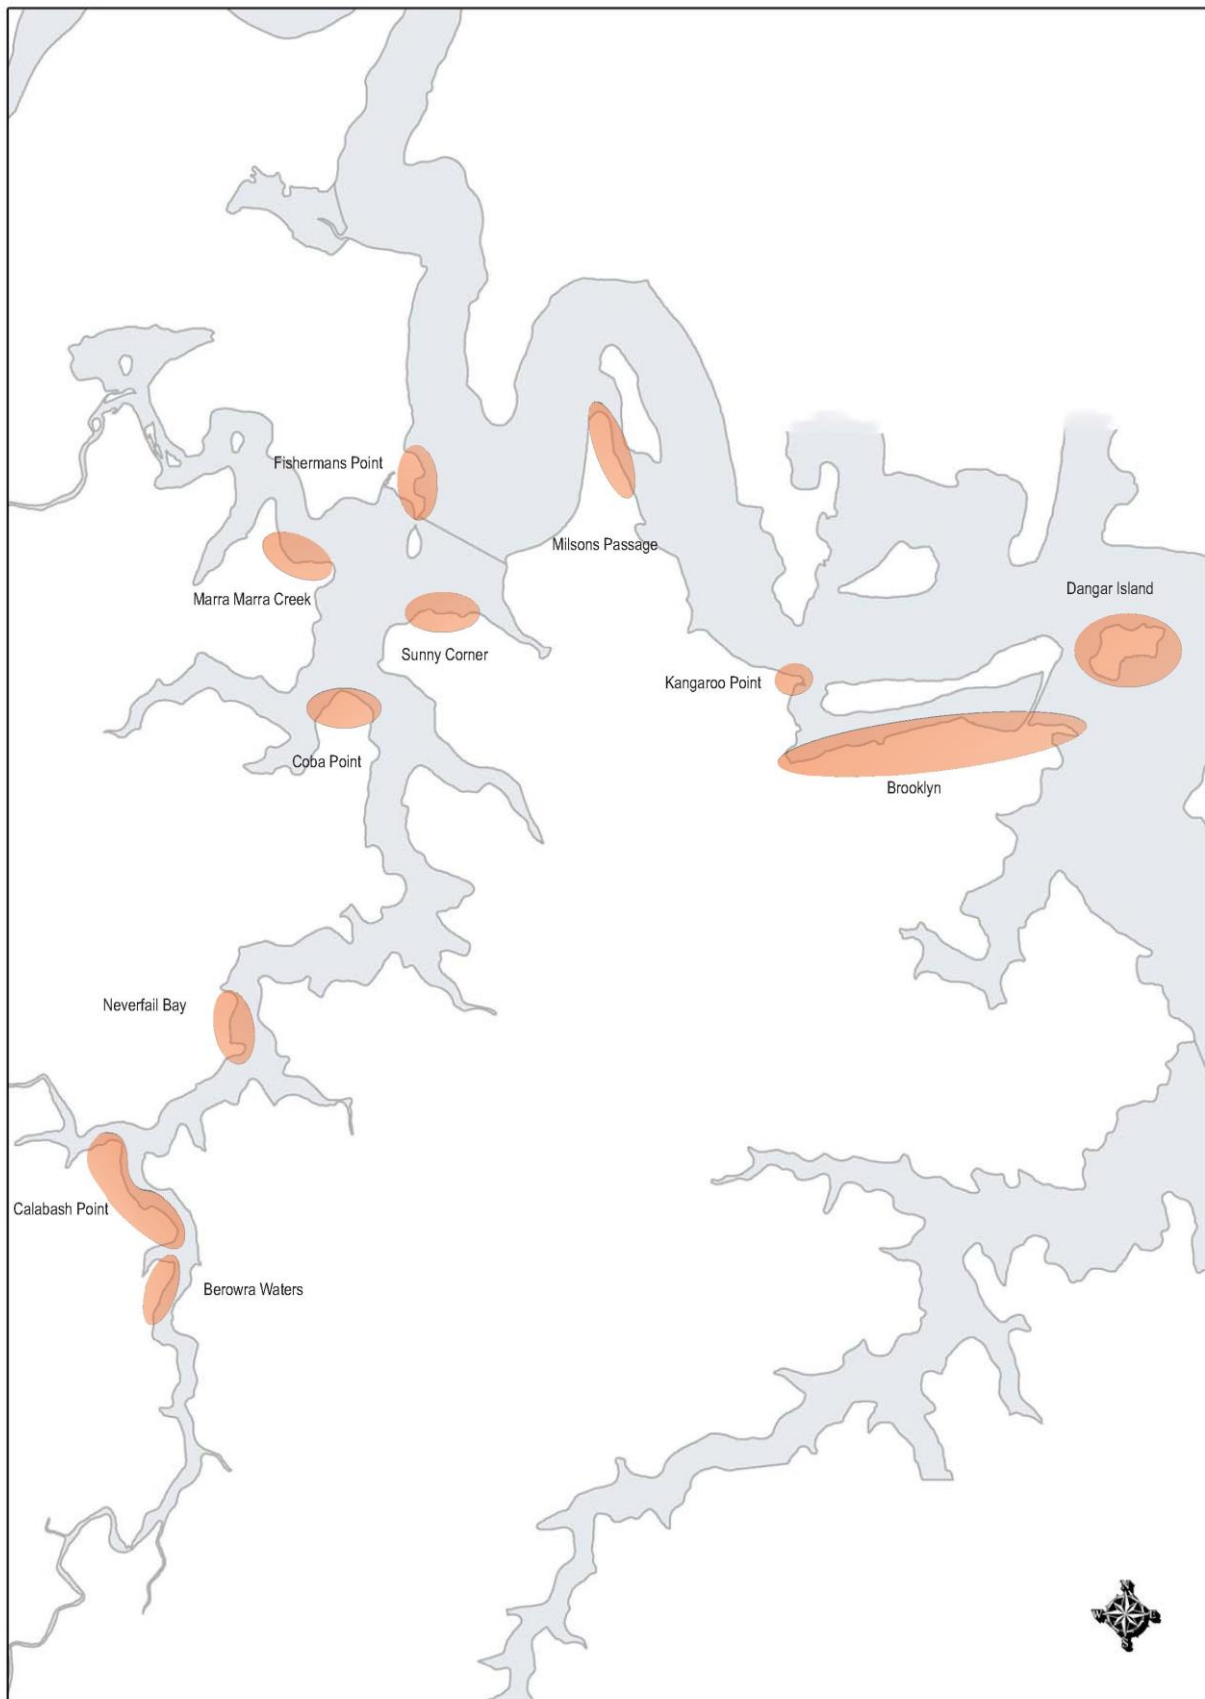 Fishermans Point
Milsons Passage
Dangar Island
Marra Marra Creek
Sunny Corner
Kangaroo Point
Coba Point
Brooklyn
Neverfail Bay
Calabash Point
Berowra Waters
N
W E
S